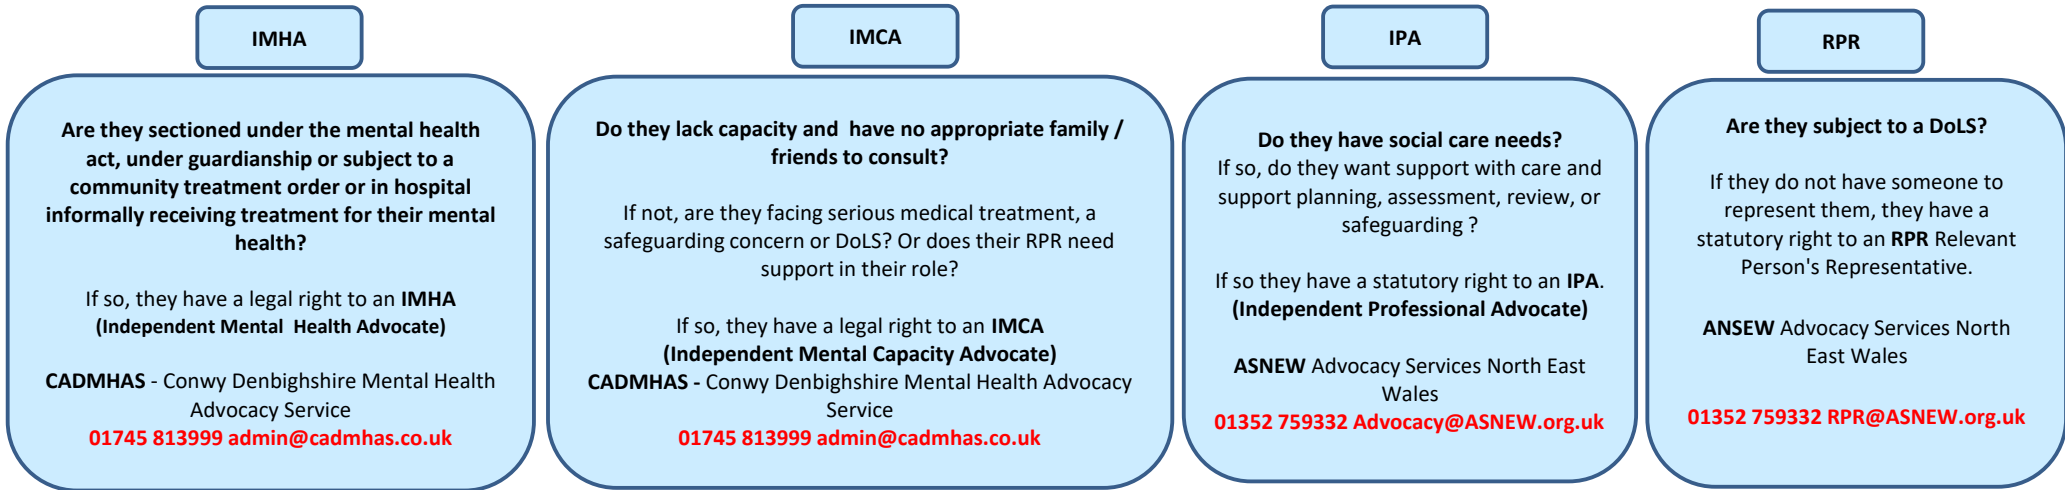 IMHA
Are they sectioned under the mental health
act, under guardianship or subject to a
community treatment order or in hospital
informally receiving treatment for their mental
health?
If so, they have a legal right to an IMHA
(Independent Mental Health Advocate)
CADMHAS - Conwy Denbighshire Mental Health
Advocacy Service
01745 813999 admin@cadmhas.co.uk
IMCA
Do they lack capacity and have no appropriate family /
friends to consult?
If not, are they facing serious medical treatment, a
safeguarding concern or DoLS? Or does their RPR need
support in their role?
If so, they have a legal right to an IMCA
(Independent Mental Capacity Advocate)
CADMHAS - Conwy Denbighshire Mental Health Advocacy
Service
01745 813999 admin@cadmhas.co.uk
IPA
Do they have social care needs?
If so, do they want support with care and
support planning, assessment, review, or
safeguarding ?
If so they have a statutory right to an IPA.
(Independent Professional Advocate)
ASNEW Advocacy Services North East
Wales
01352 759332 Advocacy@ASNEW.org.uk
RPR
Are they subject to a DoLS?
If they do not have someone to
represent them, they have a
statutory right to an RPR Relevant
Person's Representative.
ANSEW Advocacy Services North
East Wales
01352 759332 RPR@ASNEW.org.uk